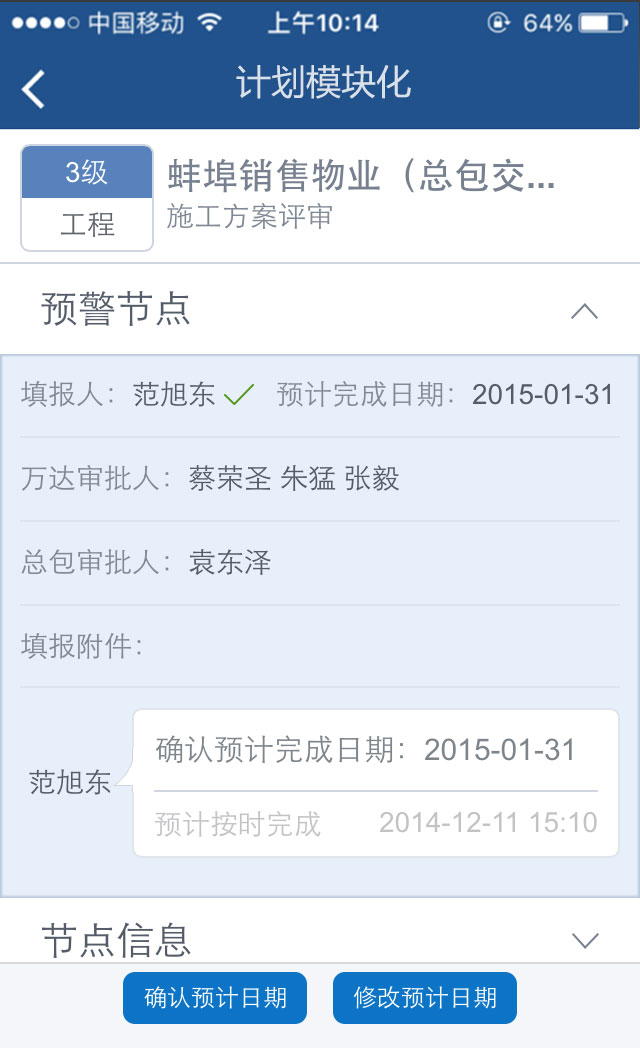 中国移动 上午10:14 64%
计划模块化
3级
蚌埠销售物业（总包交...
工程
施工方案评审
预警节点
填报人： 范旭东 预计完成日期： 2015-01-31
万达审批人： 蔡荣圣 朱猛 张毅
总包审批人： 袁东泽
填报附件：
确认预计完成日期： 2015-01-31
范旭东
预计按时完成 2014-12-11 15:10
节点信息
确认预计日期 修改预计日期